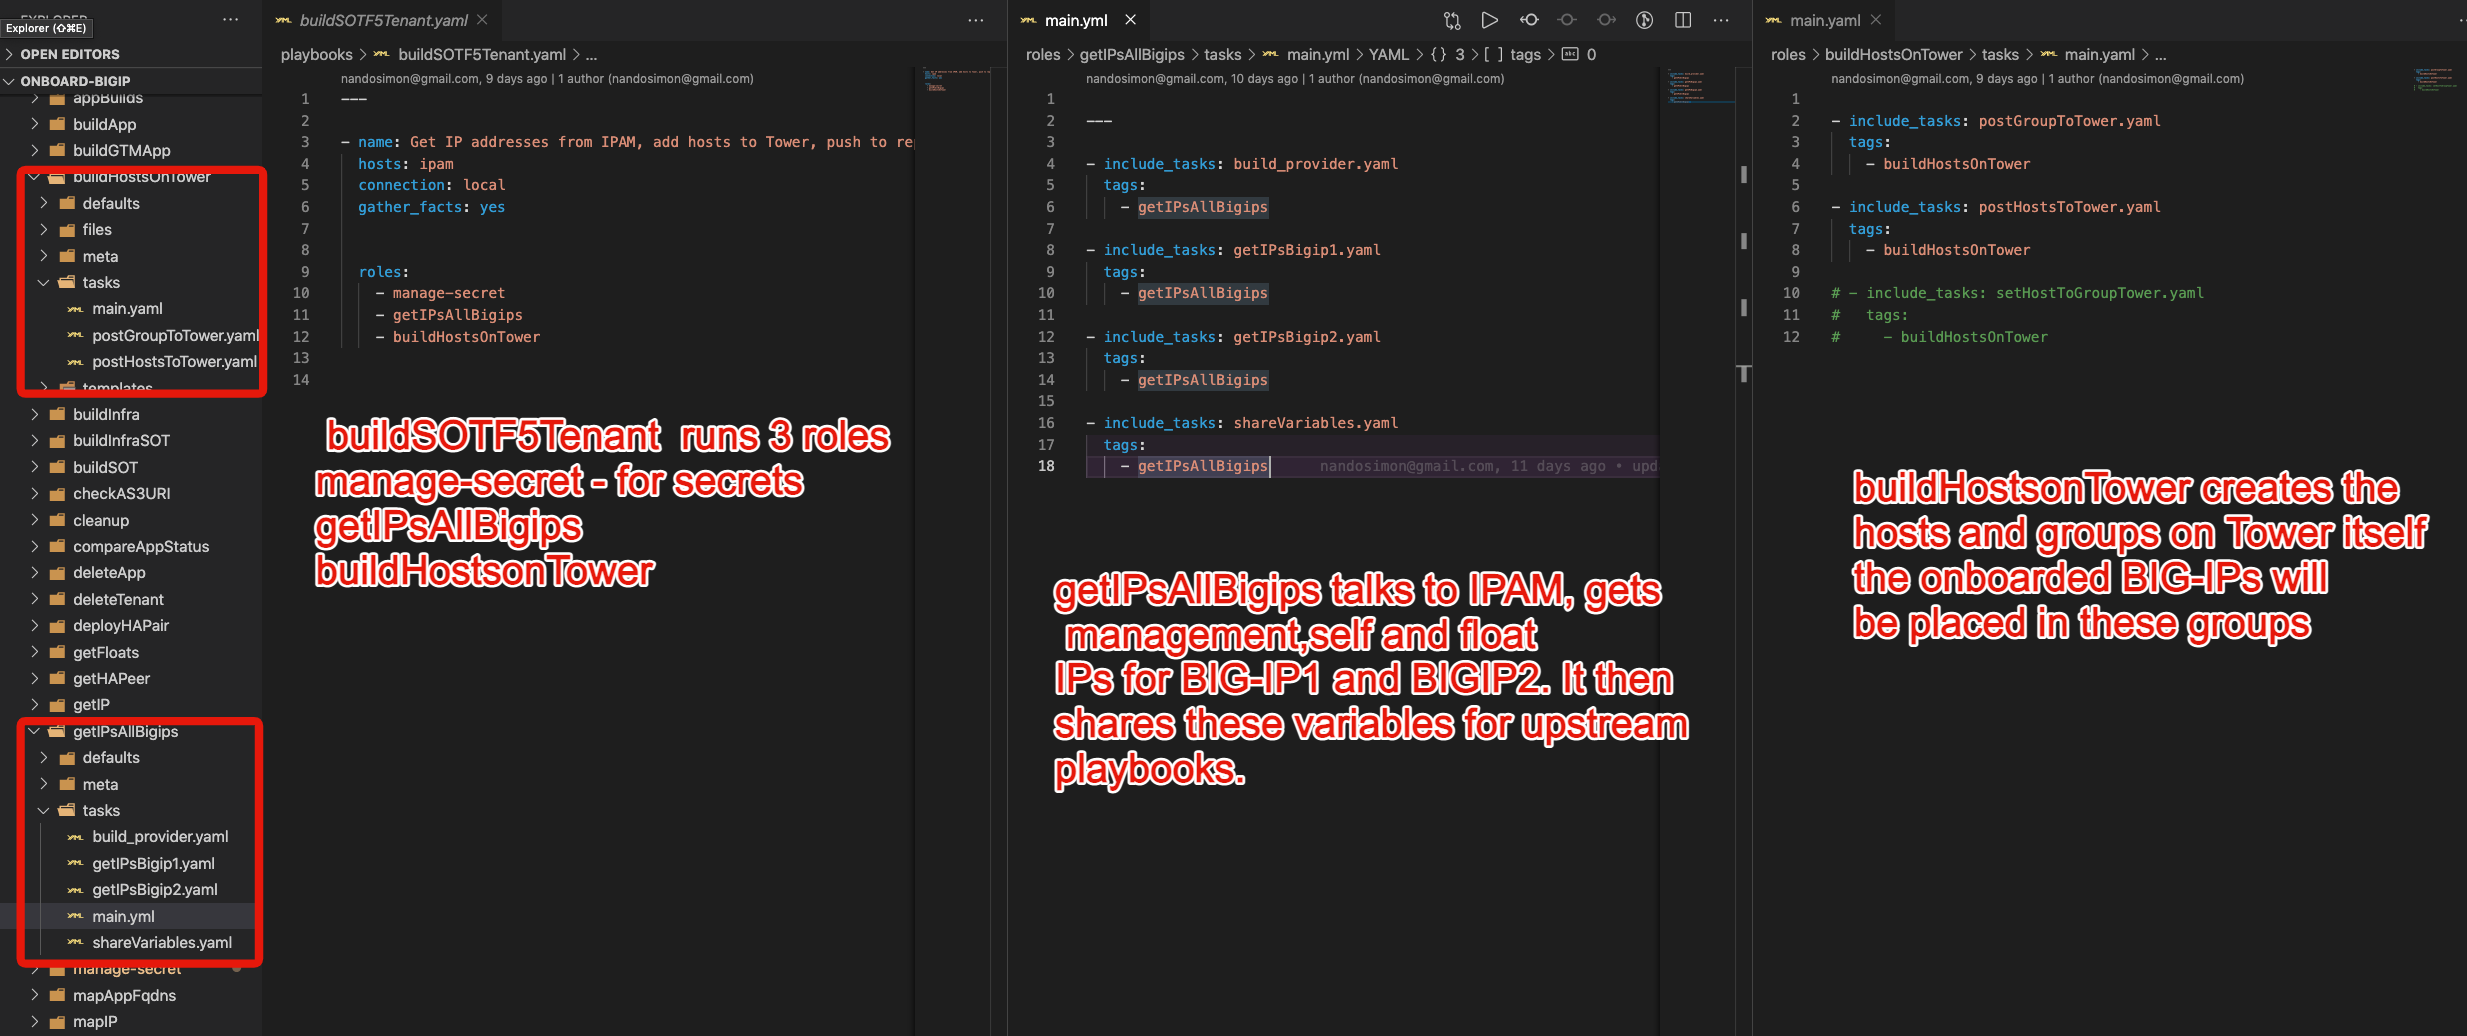 EXPLORER
Explorer (⇧⌘E)
OPEN EDITORS
ONBOARD-BIGIP
appBuilds
buildApp
buildGTMApp
buildHostsOnTower
defaults
files
meta
tasks
main.yaml
postGroupToTower.yaml
postHostsToTower.yaml
templates
buildInfra
buildInfraSOT
buildSOT
checkAS3URI
cleanup
compareAppStatus
deleteApp
deleteTenant
deployHAPair
getFloats
getHAPeer
getIP
getIPsAllBigips
defaults
meta
tasks
build_provider.yaml
getIPsBigip1.yaml
getIPsBigip2.yaml
main.yml
shareVariables.yaml
manage-secret
mapAppFqdns
mapIP
buildSOTF5Tenant.yaml
playbooks > buildSOTF5Tenant.yaml > ...
nandosimon@gmail.com, 9 days ago | 1 author (nandosimon@gmail.com)
1 ---
2
3 - name: Get IP addresses from IPAM, add hosts to Tower, push to rep
4 hosts: ipam
5 connection: local
6 gather_facts: yes
7
8
9 roles:
10 - manage-secret
11 - getIPsAllBigips
12 - buildHostsOnTower
13
14
buildSOTF5Tenant runs 3 roles
manage-secret - for secrets
getIPsAllBigips
buildHostsonTower
main.yml
roles > getIPsAllBigips > tasks > main.yml > YAML > {} 3 > [ ] tags > abc 0
nandosimon@gmail.com, 10 days ago | 1 author (nandosimon@gmail.com)
1
2 ---
3
4 - include_tasks: build_provider.yaml
5 tags:
6 - getIPsAllBigips
7
8 - include_tasks: getIPsBigip1.yaml
9 tags:
10 - getIPsAllBigips
11
12 - include_tasks: getIPsBigip2.yaml
13 tags:
14 - getIPsAllBigips
15
16 - include_tasks: shareVariables.yaml
17 tags:
18 - getIPsAllBigips nandosimon@gmail.com, 11 days ago • upd
getIPsAllBigips talks to IPAM, gets
management,self and float
IPs for BIG-IP1 and BIGIP2. It then
shares these variables for upstream
playbooks.
main.yaml
roles > buildHostsOnTower > tasks > main.yaml > ...
nandosimon@gmail.com, 9 days ago | 1 author (nandosimon@gmail.com)
1
2 - include_tasks: postGroupToTower.yaml
3 tags:
4 - buildHostsOnTower
5
6 - include_tasks: postHostsToTower.yaml
7 tags:
8 - buildHostsOnTower
9
10 # - include_tasks: setHostToGroupTower.yaml
11 # tags:
12 # - buildHostsOnTower
buildHostsonTower creates the
hosts and groups on Tower itself
the onboarded BIG-IPs will
be placed in these groups